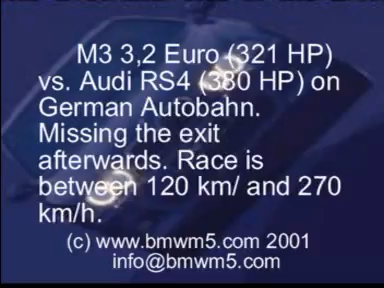 M3 3,2 Euro (321 HP)
vs. Audi RS4 (380 HP) on
German Autobahn.
Missing the exit
afterwards. Race is
between 120 km/ and 270
km/h.
(c) www.bmwm5.com 2001
info@bmwm5.com